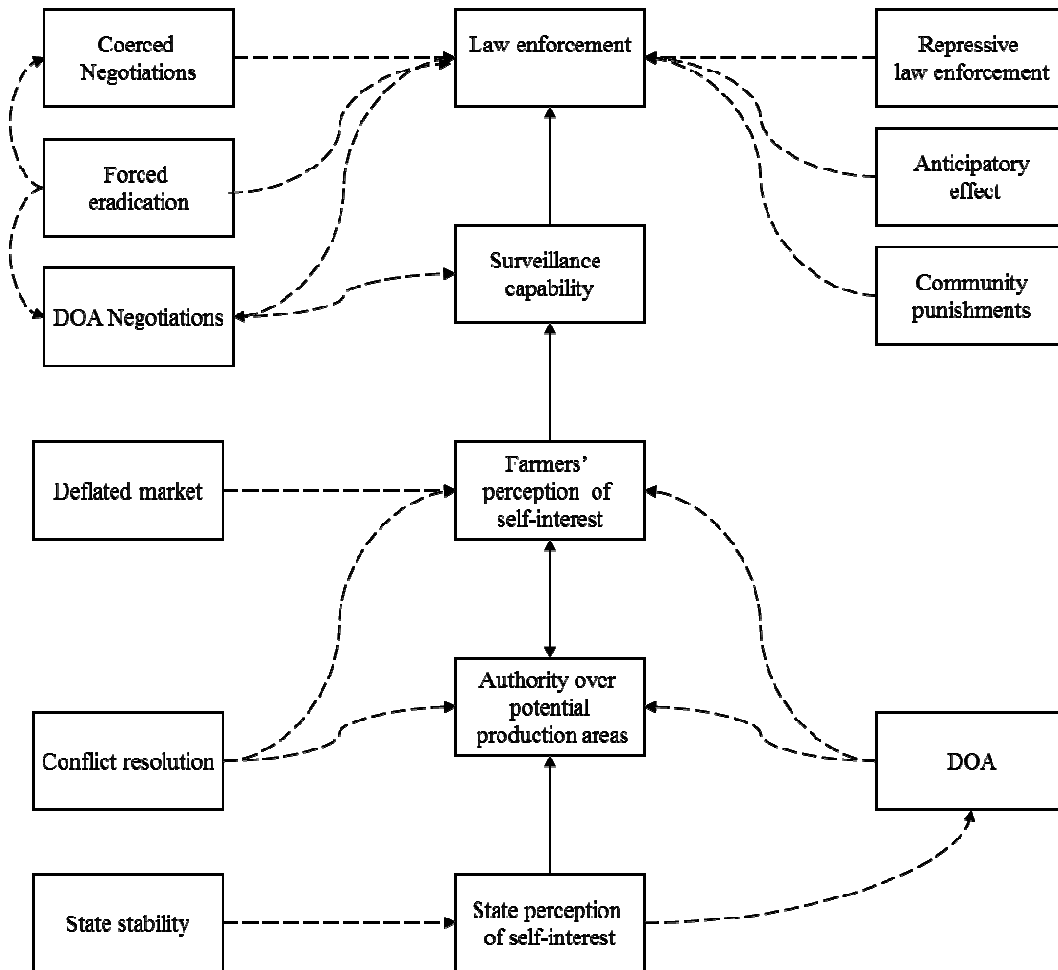 Coerced
Negotiations
Law enforcement
Repressive
law enforcement
Forced
eradication
Anticipatory
effect
Surveillance
capability
DOA Negotiations
Community
punishments
Deflated market
Farmers’
perception of
self-interest
Authority over
potential
production areas
Conflict resolution
DOA
State stability
State perception
of self-interest